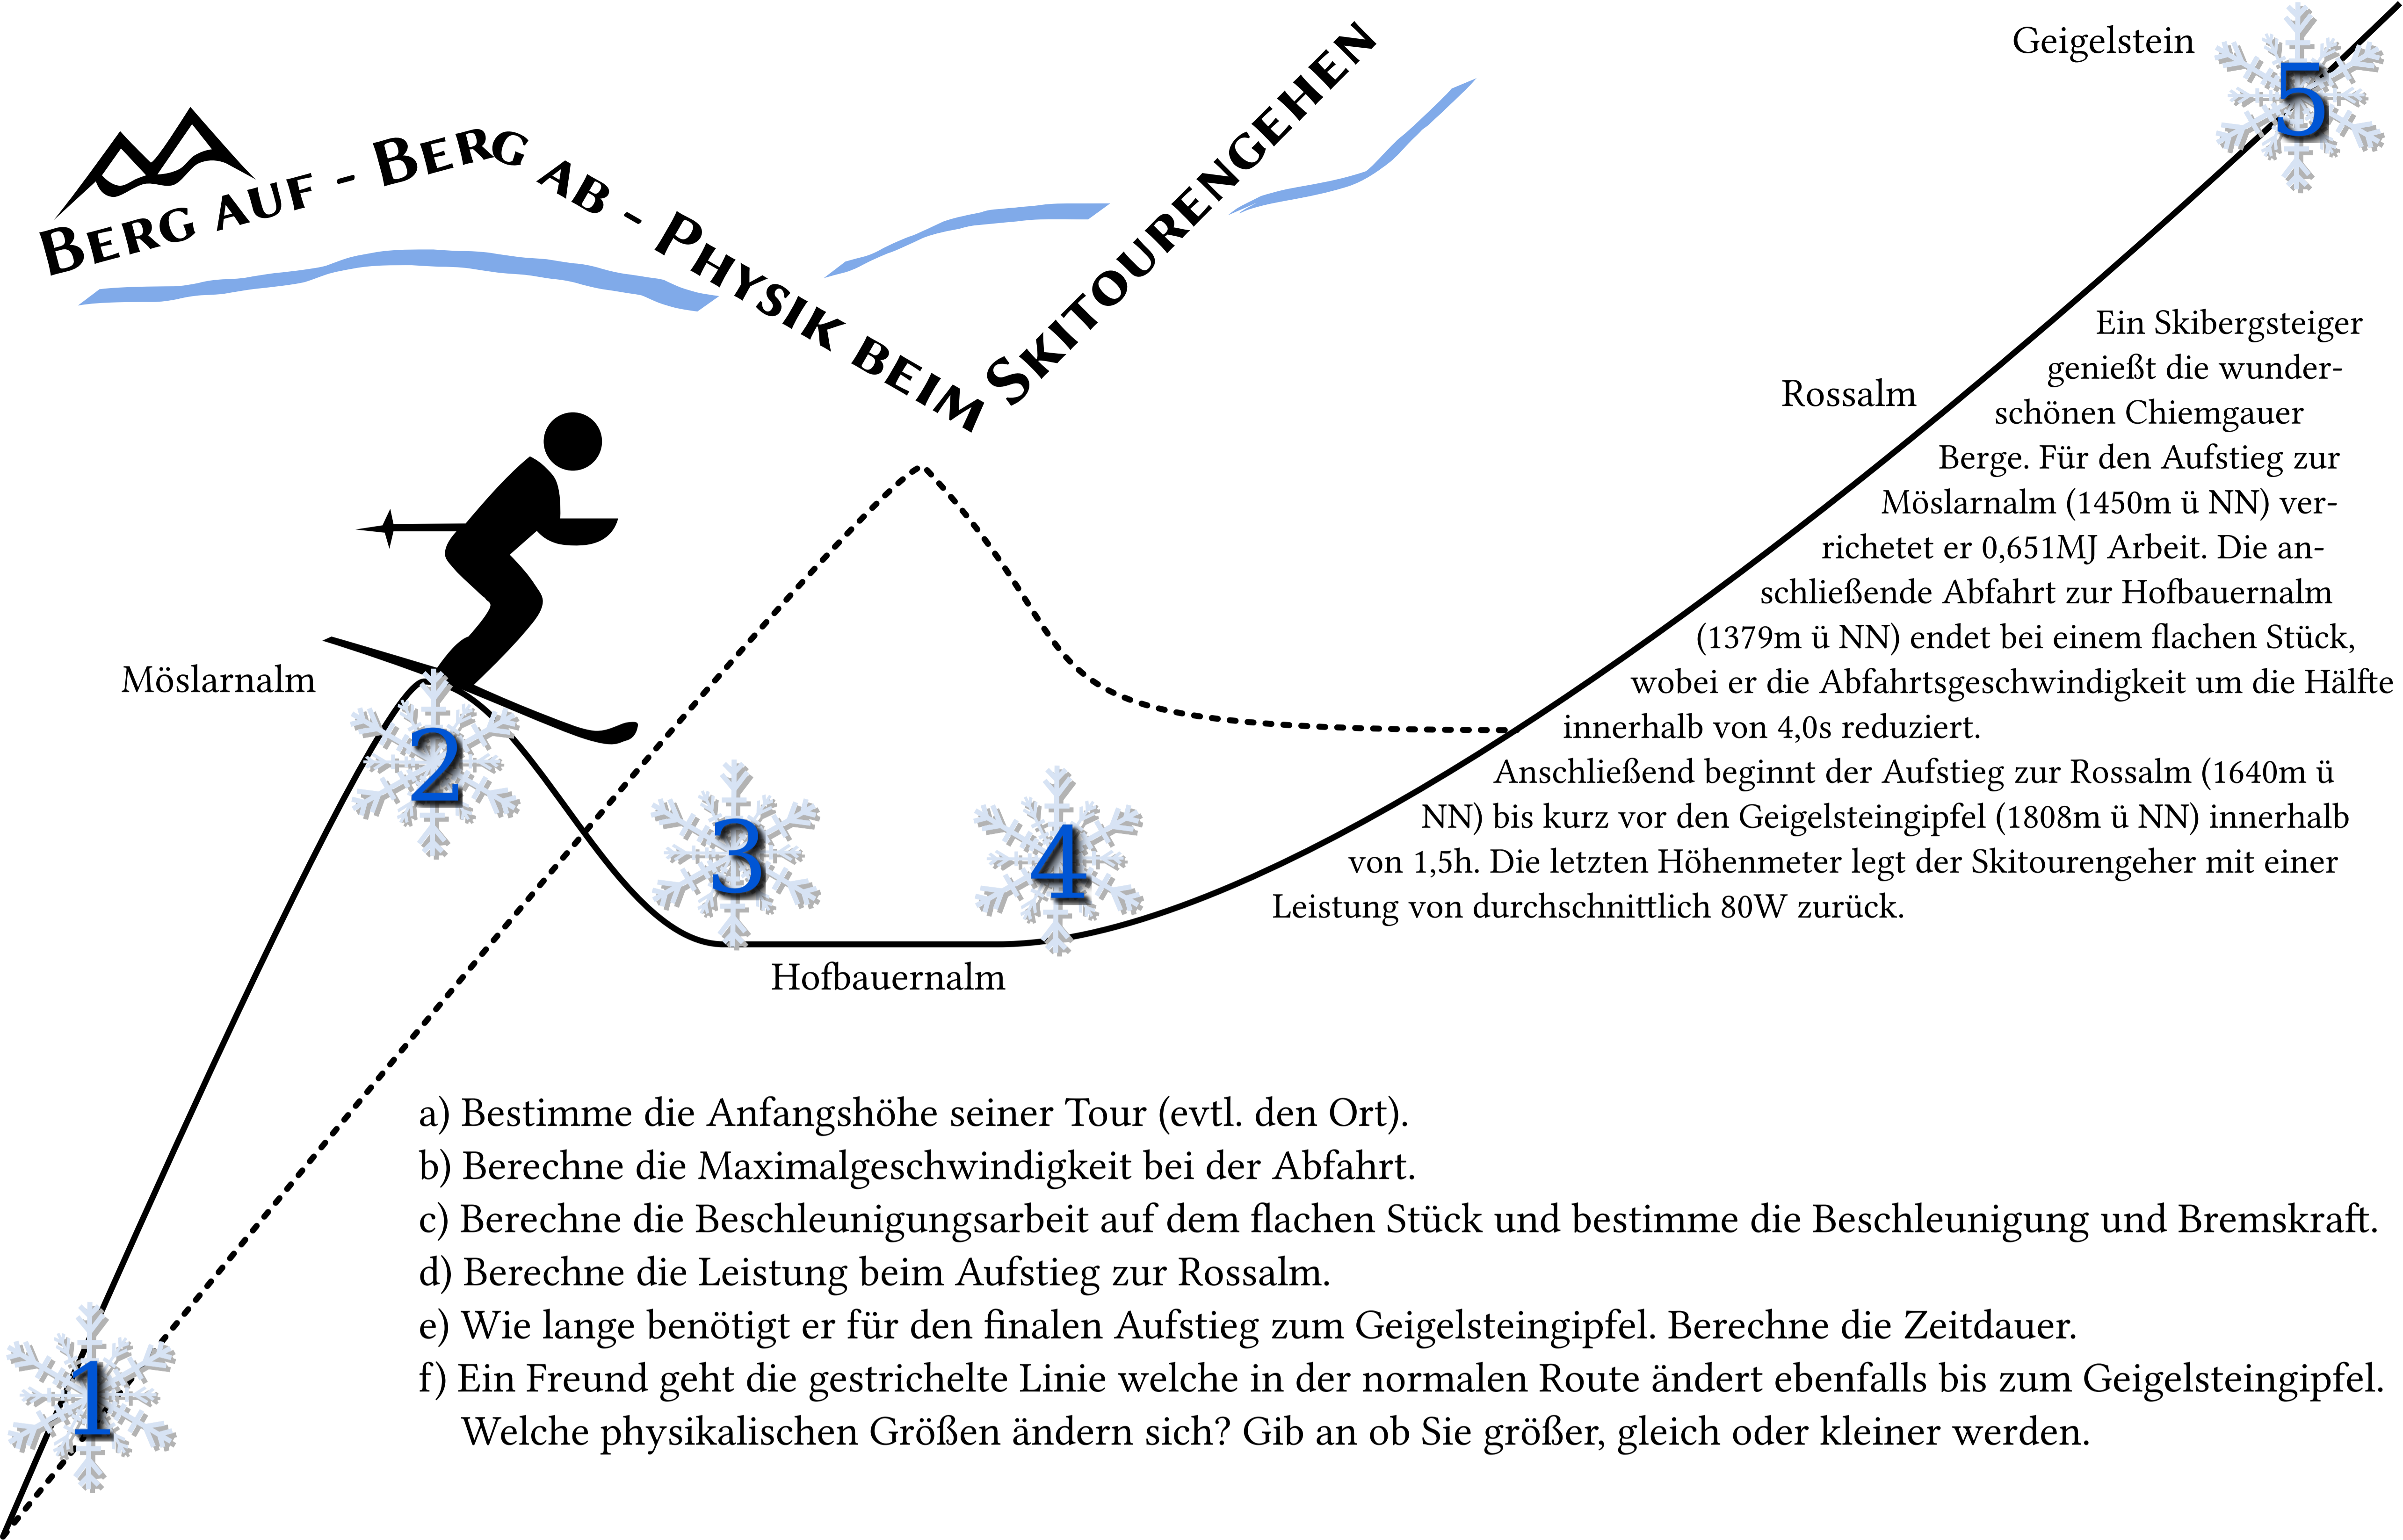 Berg auf - Berg ab - Physik beim Skitourengehen
Geigelstein
5
Rossalm
Ein Skibergsteiger
genießt die wunder-
schönen Chiemgauer
Berge. Für den Aufstieg zur
Möslarnalm (1450m ü NN) ver-
richetet er 0,651MJ Arbeit. Die an-
schließende Abfahrt zur Hofbauernalm
(1379m ü NN) endet bei einem flachen Stück,
wobei er die Abfahrtsgeschwindigkeit um die Hälfte
innerhalb von 4,0s reduziert.
Anschließend beginnt der Aufstieg zur Rossalm (1640m ü
NN) bis kurz vor den Geigelsteingipfel (1808m ü NN) innerhalb
von 1,5h. Die letzten Höhenmeter legt der Skitourengeher mit einer
Leistung von durchschnittlich 80W zurück.
Möslarnalm
2
3
4
Hofbauernalm
1
a) Bestimme die Anfangshöhe seiner Tour (evtl. den Ort).
b) Berechne die Maximalgeschwindigkeit bei der Abfahrt.
c) Berechne die Beschleunigungsarbeit auf dem flachen Stück und bestimme die Beschleunigung und Bremskraft.
d) Berechne die Leistung beim Aufstieg zur Rossalm.
e) Wie lange benötigt er für den finalen Aufstieg zum Geigelsteingipfel. Berechne die Zeitdauer.
f) Ein Freund geht die gestrichelte Linie welche in der normalen Route ändert ebenfalls bis zum Geigelsteingipfel.
Welche physikalischen Größen ändern sich? Gib an ob Sie größer, gleich oder kleiner werden.